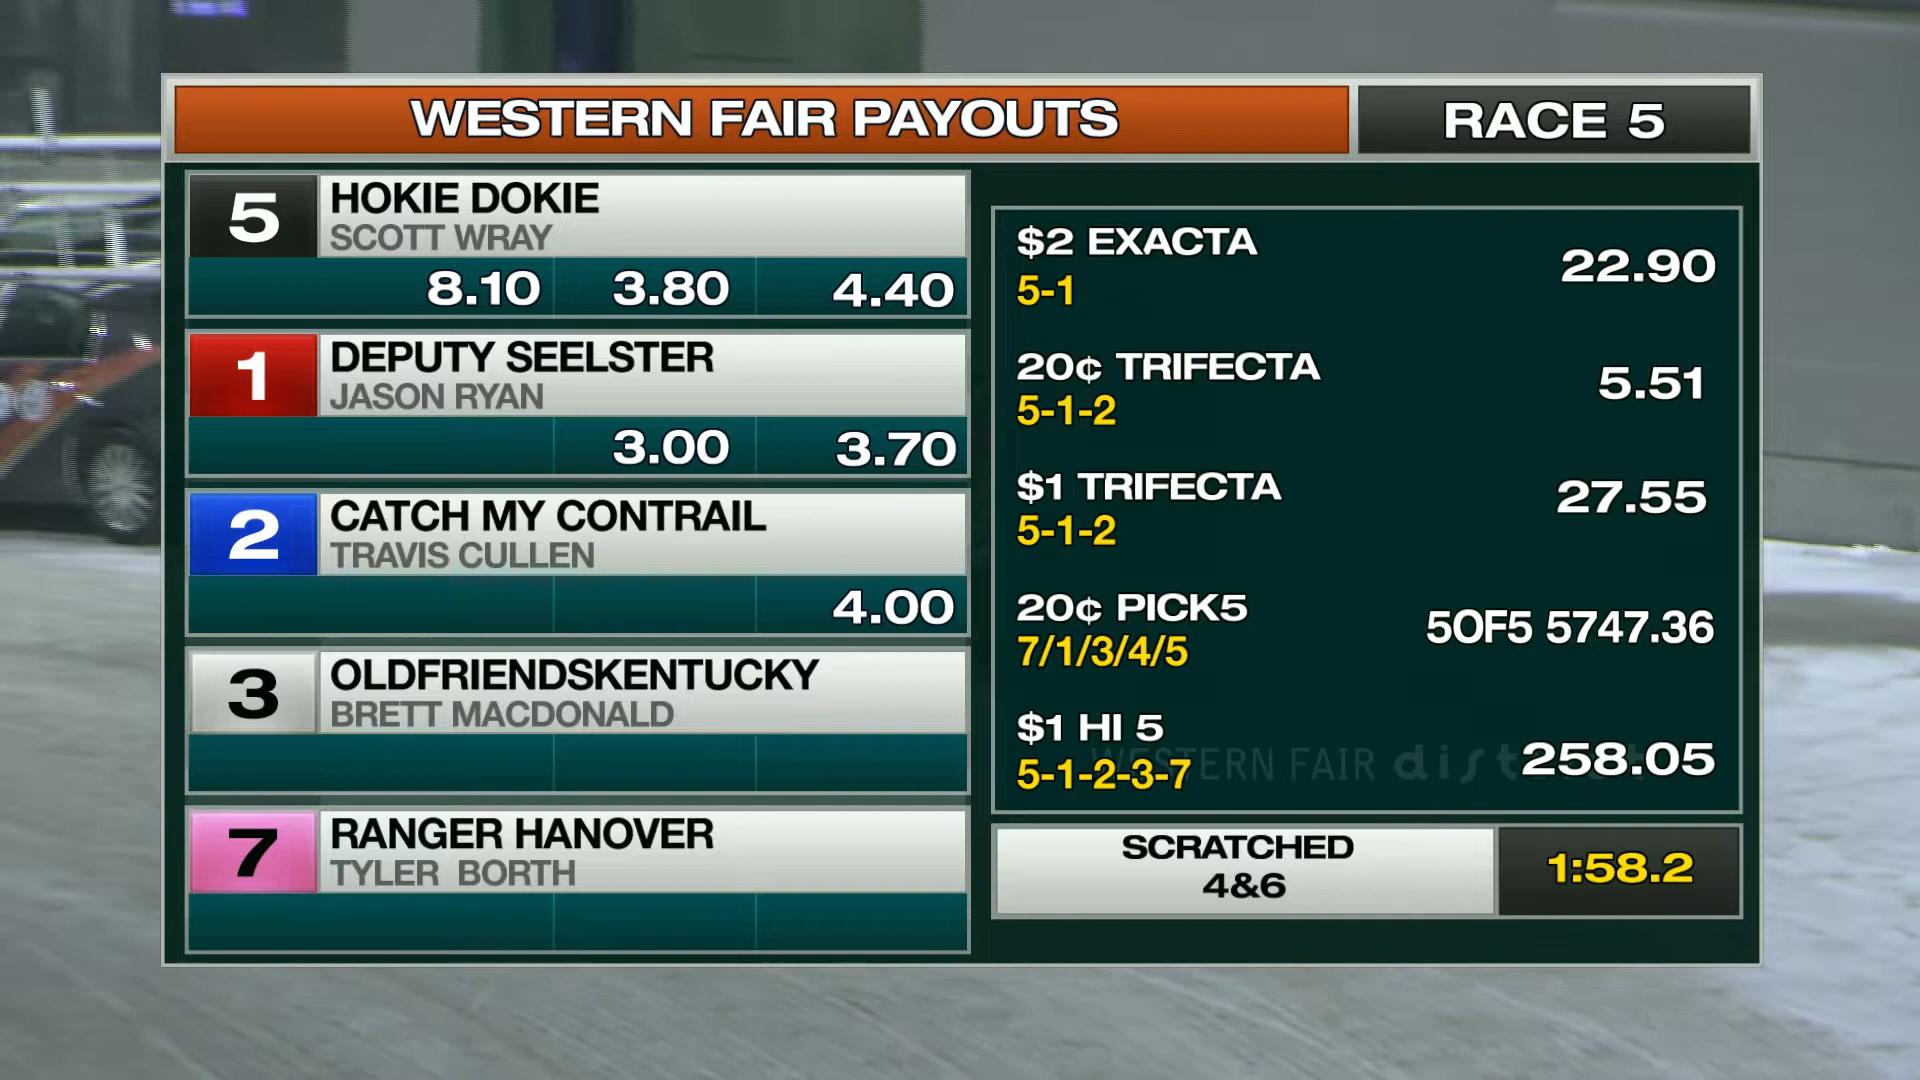 WESTERN FAIR PAYOUTS
RACE 5
5
HOKIE DOKIE
SCOTT WRAY
8.10 3.80 4.40
1
DEPUTY SEELSTER
JASON RYAN
3.00 3.70
2
CATCH MY CONTRAIL
TRAVIS CULLEN
4.00
3
OLDFRIENDSKENTUCKY
BRETT MACDONALD
7
RANGER HANOVER
TYLER BORTH
$2 EXACTA
5-1
22.90
20¢ TRIFECTA
5-1-2
5.51
$1 TRIFECTA
5-1-2
27.55
20¢ PICK5
7/1/3/4/5
5OF5 5747.36
$1 HI 5
5-1-2-3-7
258.05
WESTERN FAIR district
SCRATCHED
4&6
1:58.2